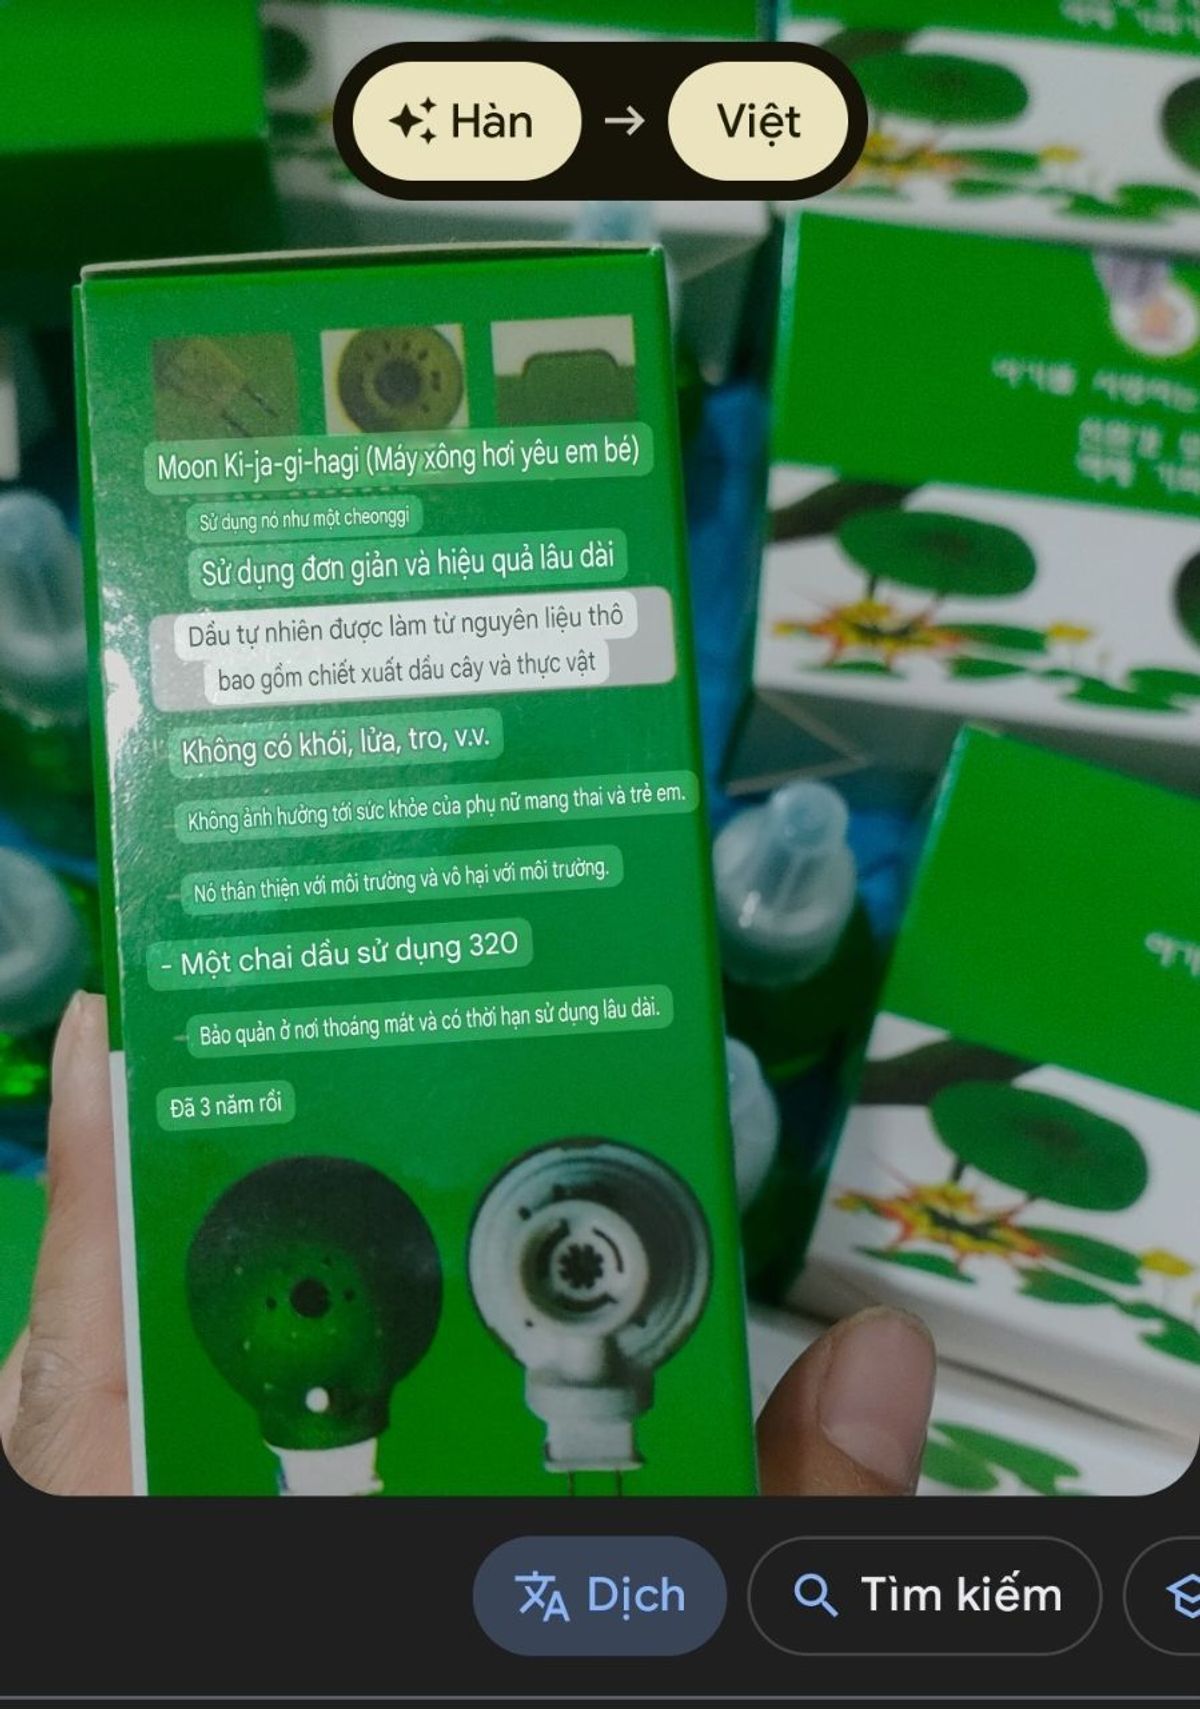 Hàn → Việt
Moon Ki-ja-gi-hagi (Máy xông hơi yêu em bé)
Sử dụng nó như một cheonggi
Sử dụng đơn giản và hiệu quả lâu dài
Dầu tự nhiên được làm từ nguyên liệu thô
bao gồm chiết xuất dầu cây và thực vật
Không có khói, lửa, tro, v.v.
Không ảnh hưởng tới sức khỏe của phụ nữ mang thai và trẻ em.
Nó thân thiện với môi trường và vô hại với môi trường.
- Một chai dầu sử dụng 320
Bảo quản ở nơi thoáng mát và có thời hạn sử dụng lâu dài.
Đã 3 năm rồi
Dịch
Tìm kiếm